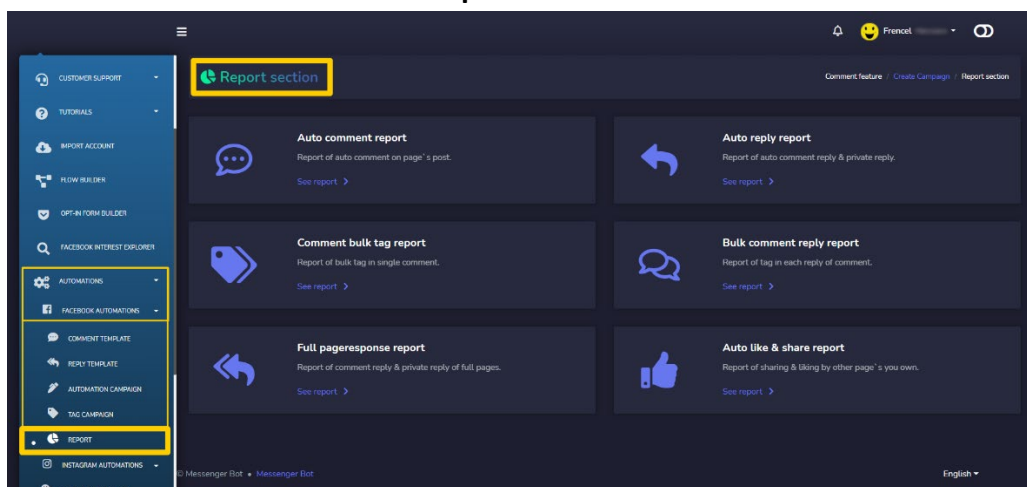 Frencel
CUSTOMER SUPPORT
Report section
Comment feature / Create Campaign / Report section
TUTORIALS
IMPORT ACCOUNT
FLOW BUILDER
OPT-IN FORM BUILDER
FACEBOOK INTEREST EXPLORER
AUTOMATIONS
FACEBOOK AUTOMATIONS
COMMENT TEMPLATE
REPLY TEMPLATE
AUTOMATION CAMPAIGN
TAG CAMPAIGN
REPORT
INSTAGRAM AUTOMATIONS
Auto comment report
Report of auto comment on page`s post.
See report
Auto reply report
Report of auto comment reply & private reply.
See report
Comment bulk tag report
Report of bulk tag in single comment.
See report
Bulk comment reply report
Report of tag in each reply of comment.
See report
Full pageresponse report
Report of comment reply & private reply of full pages.
See report
Auto like & share report
Report of sharing & liking by other page`s you own.
See report
© Messenger Bot • Messenger Bot
English